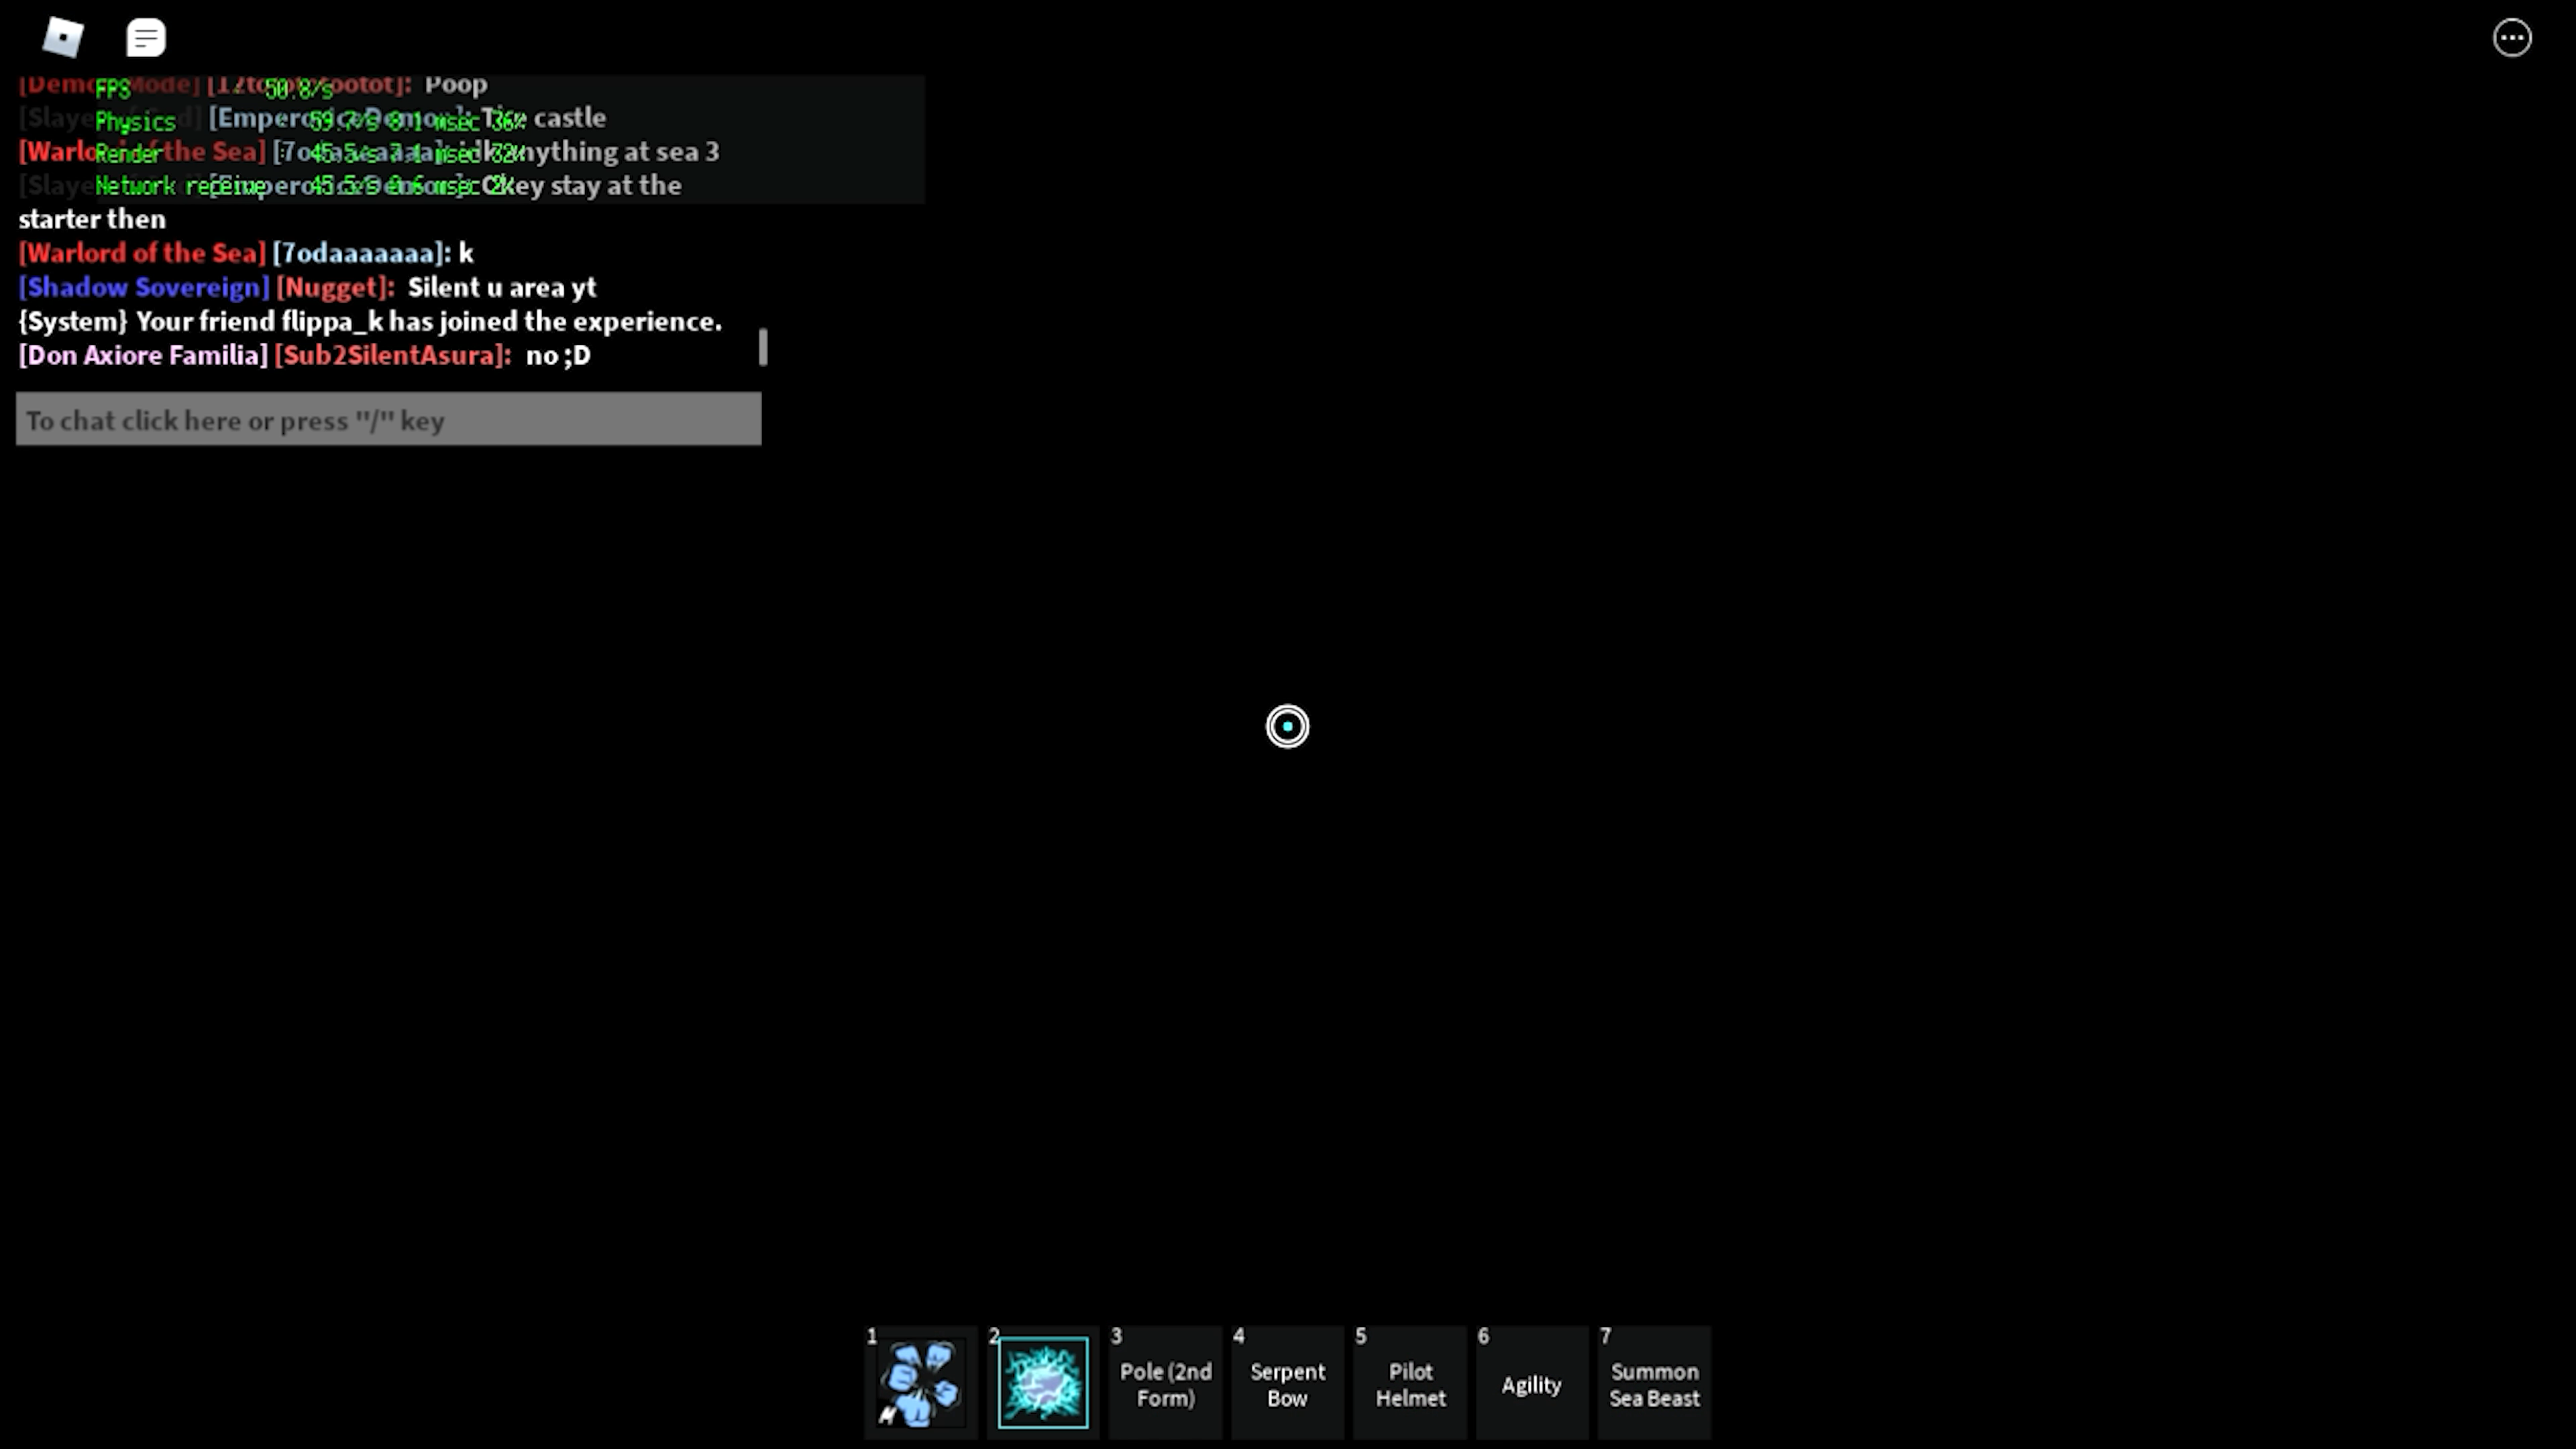 Poop
FPS 50.8/s
castle
Physics
[Warlord of the Sea] anything at sea 3
Render
stay at the
Network receive
starter then
[Warlord of the Sea] [7odaaaaaaa]: k
[Shadow Sovereign] [Nugget]: Silent u area yt
{System} Your friend flippa_k has joined the experience.
[Don Axiore Familia] [Sub2SilentAsura]: no ;D
To chat click here or press "/" key
1 2 3 4 5 6 7
Pole (2nd Form)
Serpent Bow
Pilot Helmet
Agility
Summon Sea Beast